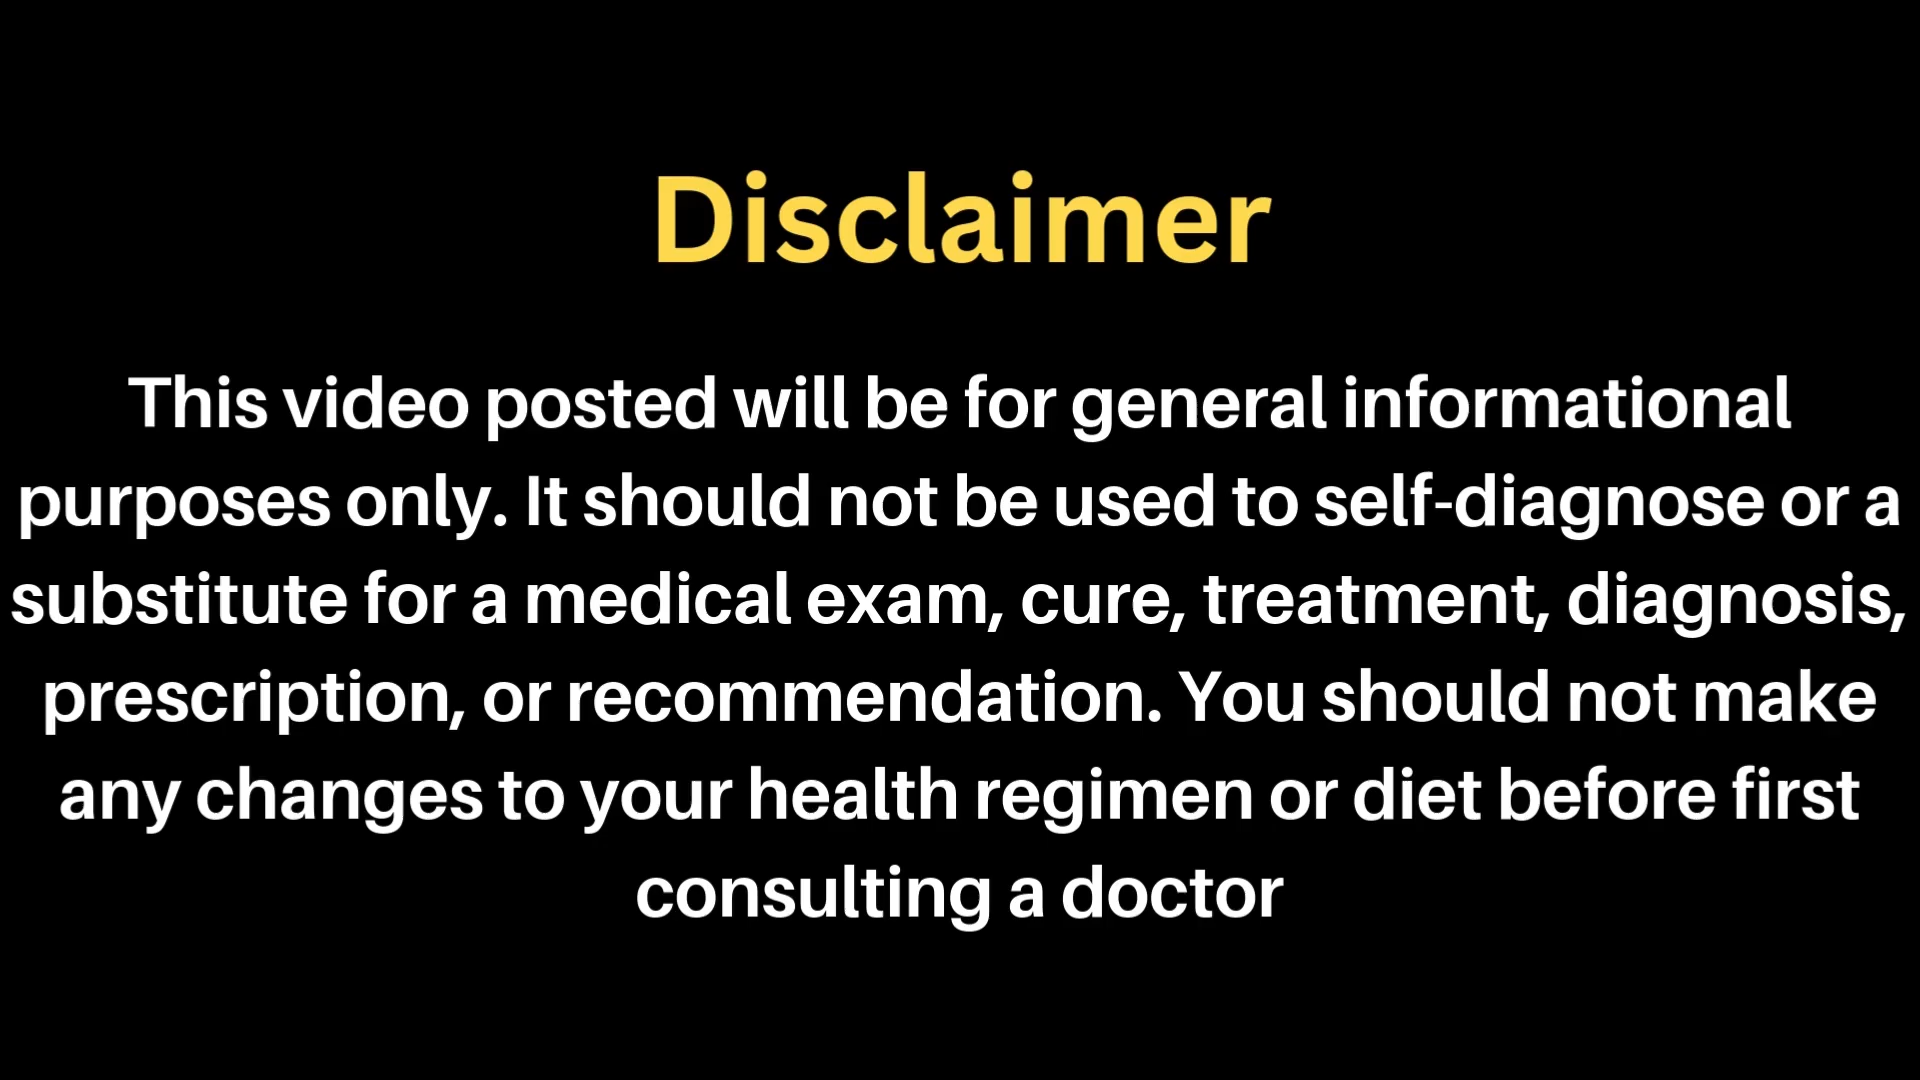 Disclaimer
This video posted will be for general informational
purposes only. It should not be used to self-diagnose or a
substitute for a medical exam, cure, treatment, diagnosis,
prescription, or recommendation. You should not make
any changes to your health regimen or diet before first
consulting a doctor